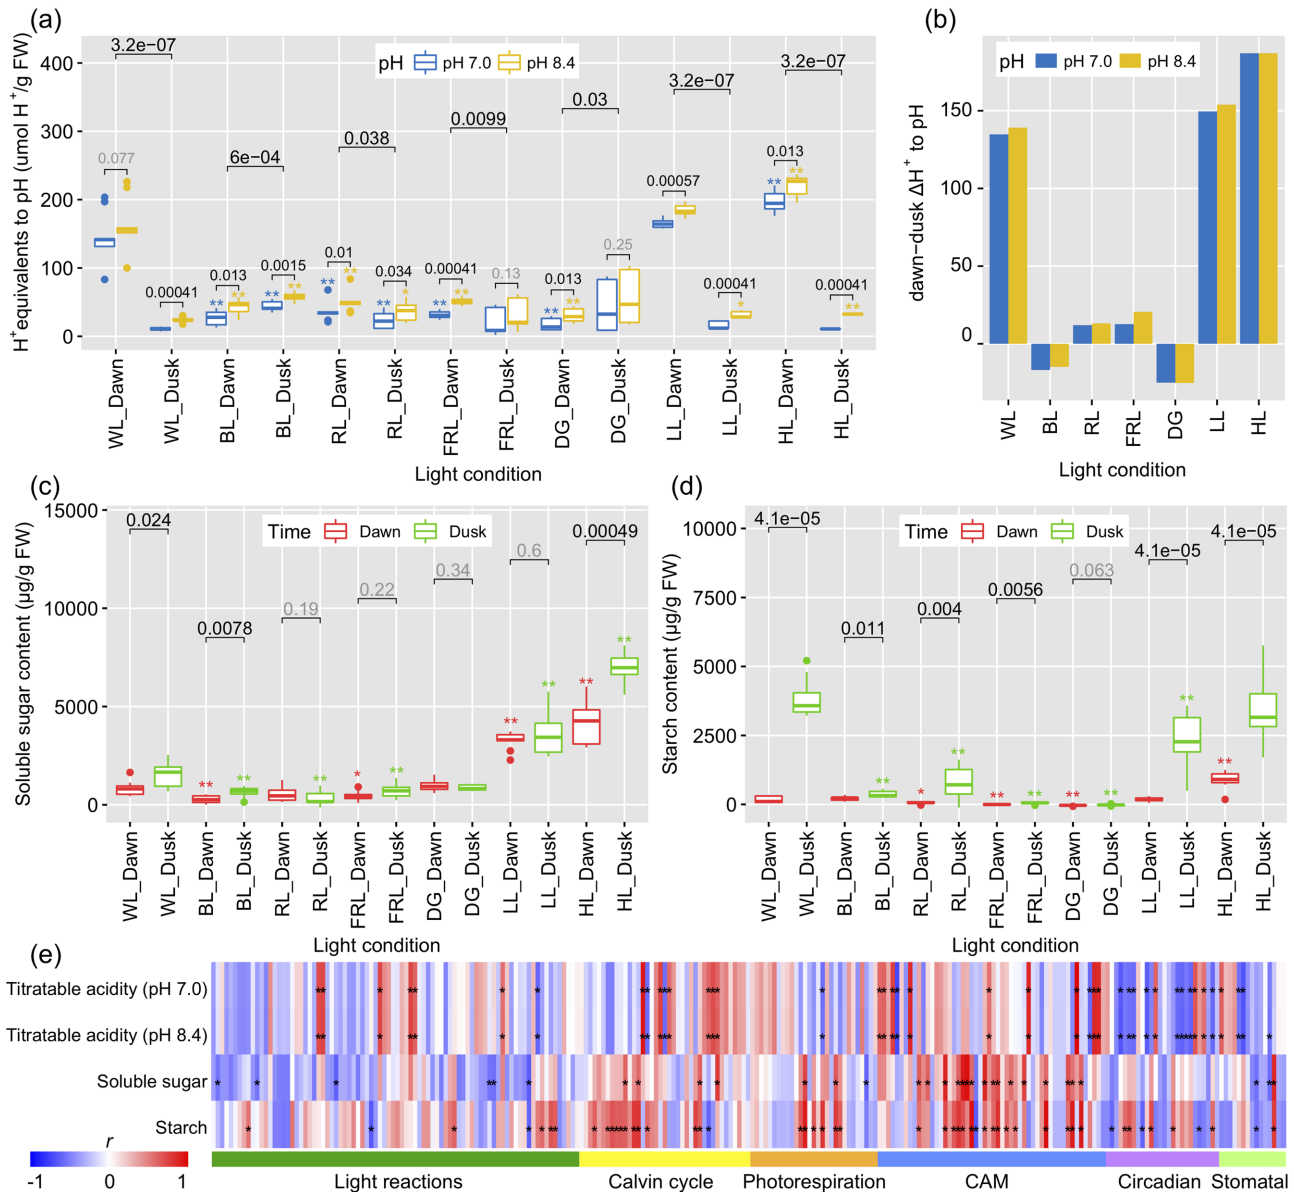 (a)
H⁺ equivalents to pH (umol H⁺/g FW)
400
300
200
100
0
pH
pH 7.0
pH 8.4
3.2e−07
0.077
0.00041
6e−04
0.013
**
**
0.0015
**
**
0.038
0.01
**
**
0.034
**
*
0.0099
0.00041
**
**
0.13
0.03
0.013
**
**
0.25
3.2e−07
0.00057
0.00041
*
3.2e−07
0.013
**
**
0.00041
**
WL_Dawn
WL_Dusk
BL_Dawn
BL_Dusk
RL_Dawn
RL_Dusk
FRL_Dawn
FRL_Dusk
DG_Dawn
DG_Dusk
LL_Dawn
LL_Dusk
HL_Dawn
HL_Dusk
Light condition
(b)
dawn−dusk ΔH⁺ to pH
150
100
50
0
pH
pH 7.0
pH 8.4
WL
BL
RL
FRL
DG
LL
HL
Light condition
(c)
Soluble sugar content (µg/g FW)
15000
10000
5000
0
Time
Dawn
Dusk
0.024
0.0078
**
**
0.19
**
0.22
*
**
0.34
0.6
**
**
0.00049
**
**
WL_Dawn
WL_Dusk
BL_Dawn
BL_Dusk
RL_Dawn
RL_Dusk
FRL_Dawn
FRL_Dusk
DG_Dawn
DG_Dusk
LL_Dawn
LL_Dusk
HL_Dawn
HL_Dusk
Light condition
(d)
Starch content (µg/g FW)
10000
7500
5000
2500
0
Time
Dawn
Dusk
4.1e−05
0.011
**
0.004
*
**
0.0056
**
**
0.063
**
**
4.1e−05
**
4.1e−05
**
WL_Dawn
WL_Dusk
BL_Dawn
BL_Dusk
RL_Dawn
RL_Dusk
FRL_Dawn
FRL_Dusk
DG_Dawn
DG_Dusk
LL_Dawn
LL_Dusk
HL_Dawn
HL_Dusk
Light condition
(e)
Titratable acidity (pH 7.0)
Titratable acidity (pH 8.4)
Soluble sugar
Starch
r
-1
0
1
Light reactions
Calvin cycle
Photorespiration
CAM
Circadian
Stomatal